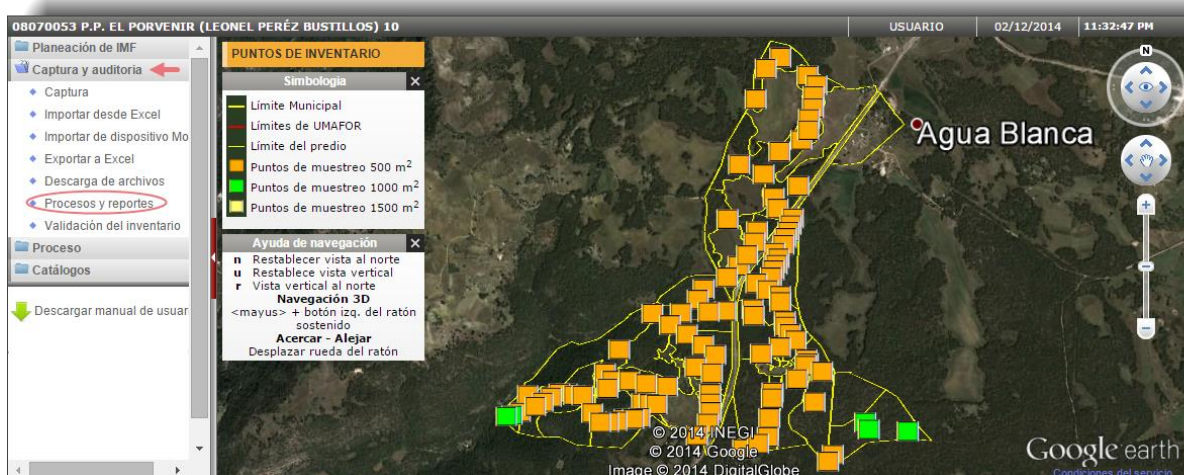 08070053 P.P. EL PORVENIR (LEONEL PERÉZ BUSTILLOS) 10
USUARIO
02/12/2014
11:32:47 PM
Planeación de IMF
Captura y auditoria
Captura
Importar desde Excel
Importar de dispositivo Mo
Exportar a Excel
Descarga de archivos
Procesos y reportes
Validación del inventario
Proceso
Catálogos
Descargar manual de usuar
PUNTOS DE INVENTARIO
Simbología
Límite Municipal
Límites de UMAFOR
Límite del predio
Puntos de muestreo 500 m²
Puntos de muestreo 1000 m²
Puntos de muestreo 1500 m²
Ayuda de navegación
n Restablecer vista al norte
u Restablece vista vertical
r Vista vertical al norte
Navegación 3D
<mayus> + botón izq. del ratón
sostenido
Acercar - Alejar
Desplazar rueda del ratón
Agua Blanca
N
© 2014 INEGI
© 2014 Google
Image © 2014 DigitalGlobe
Google earth
Condiciones del servicio